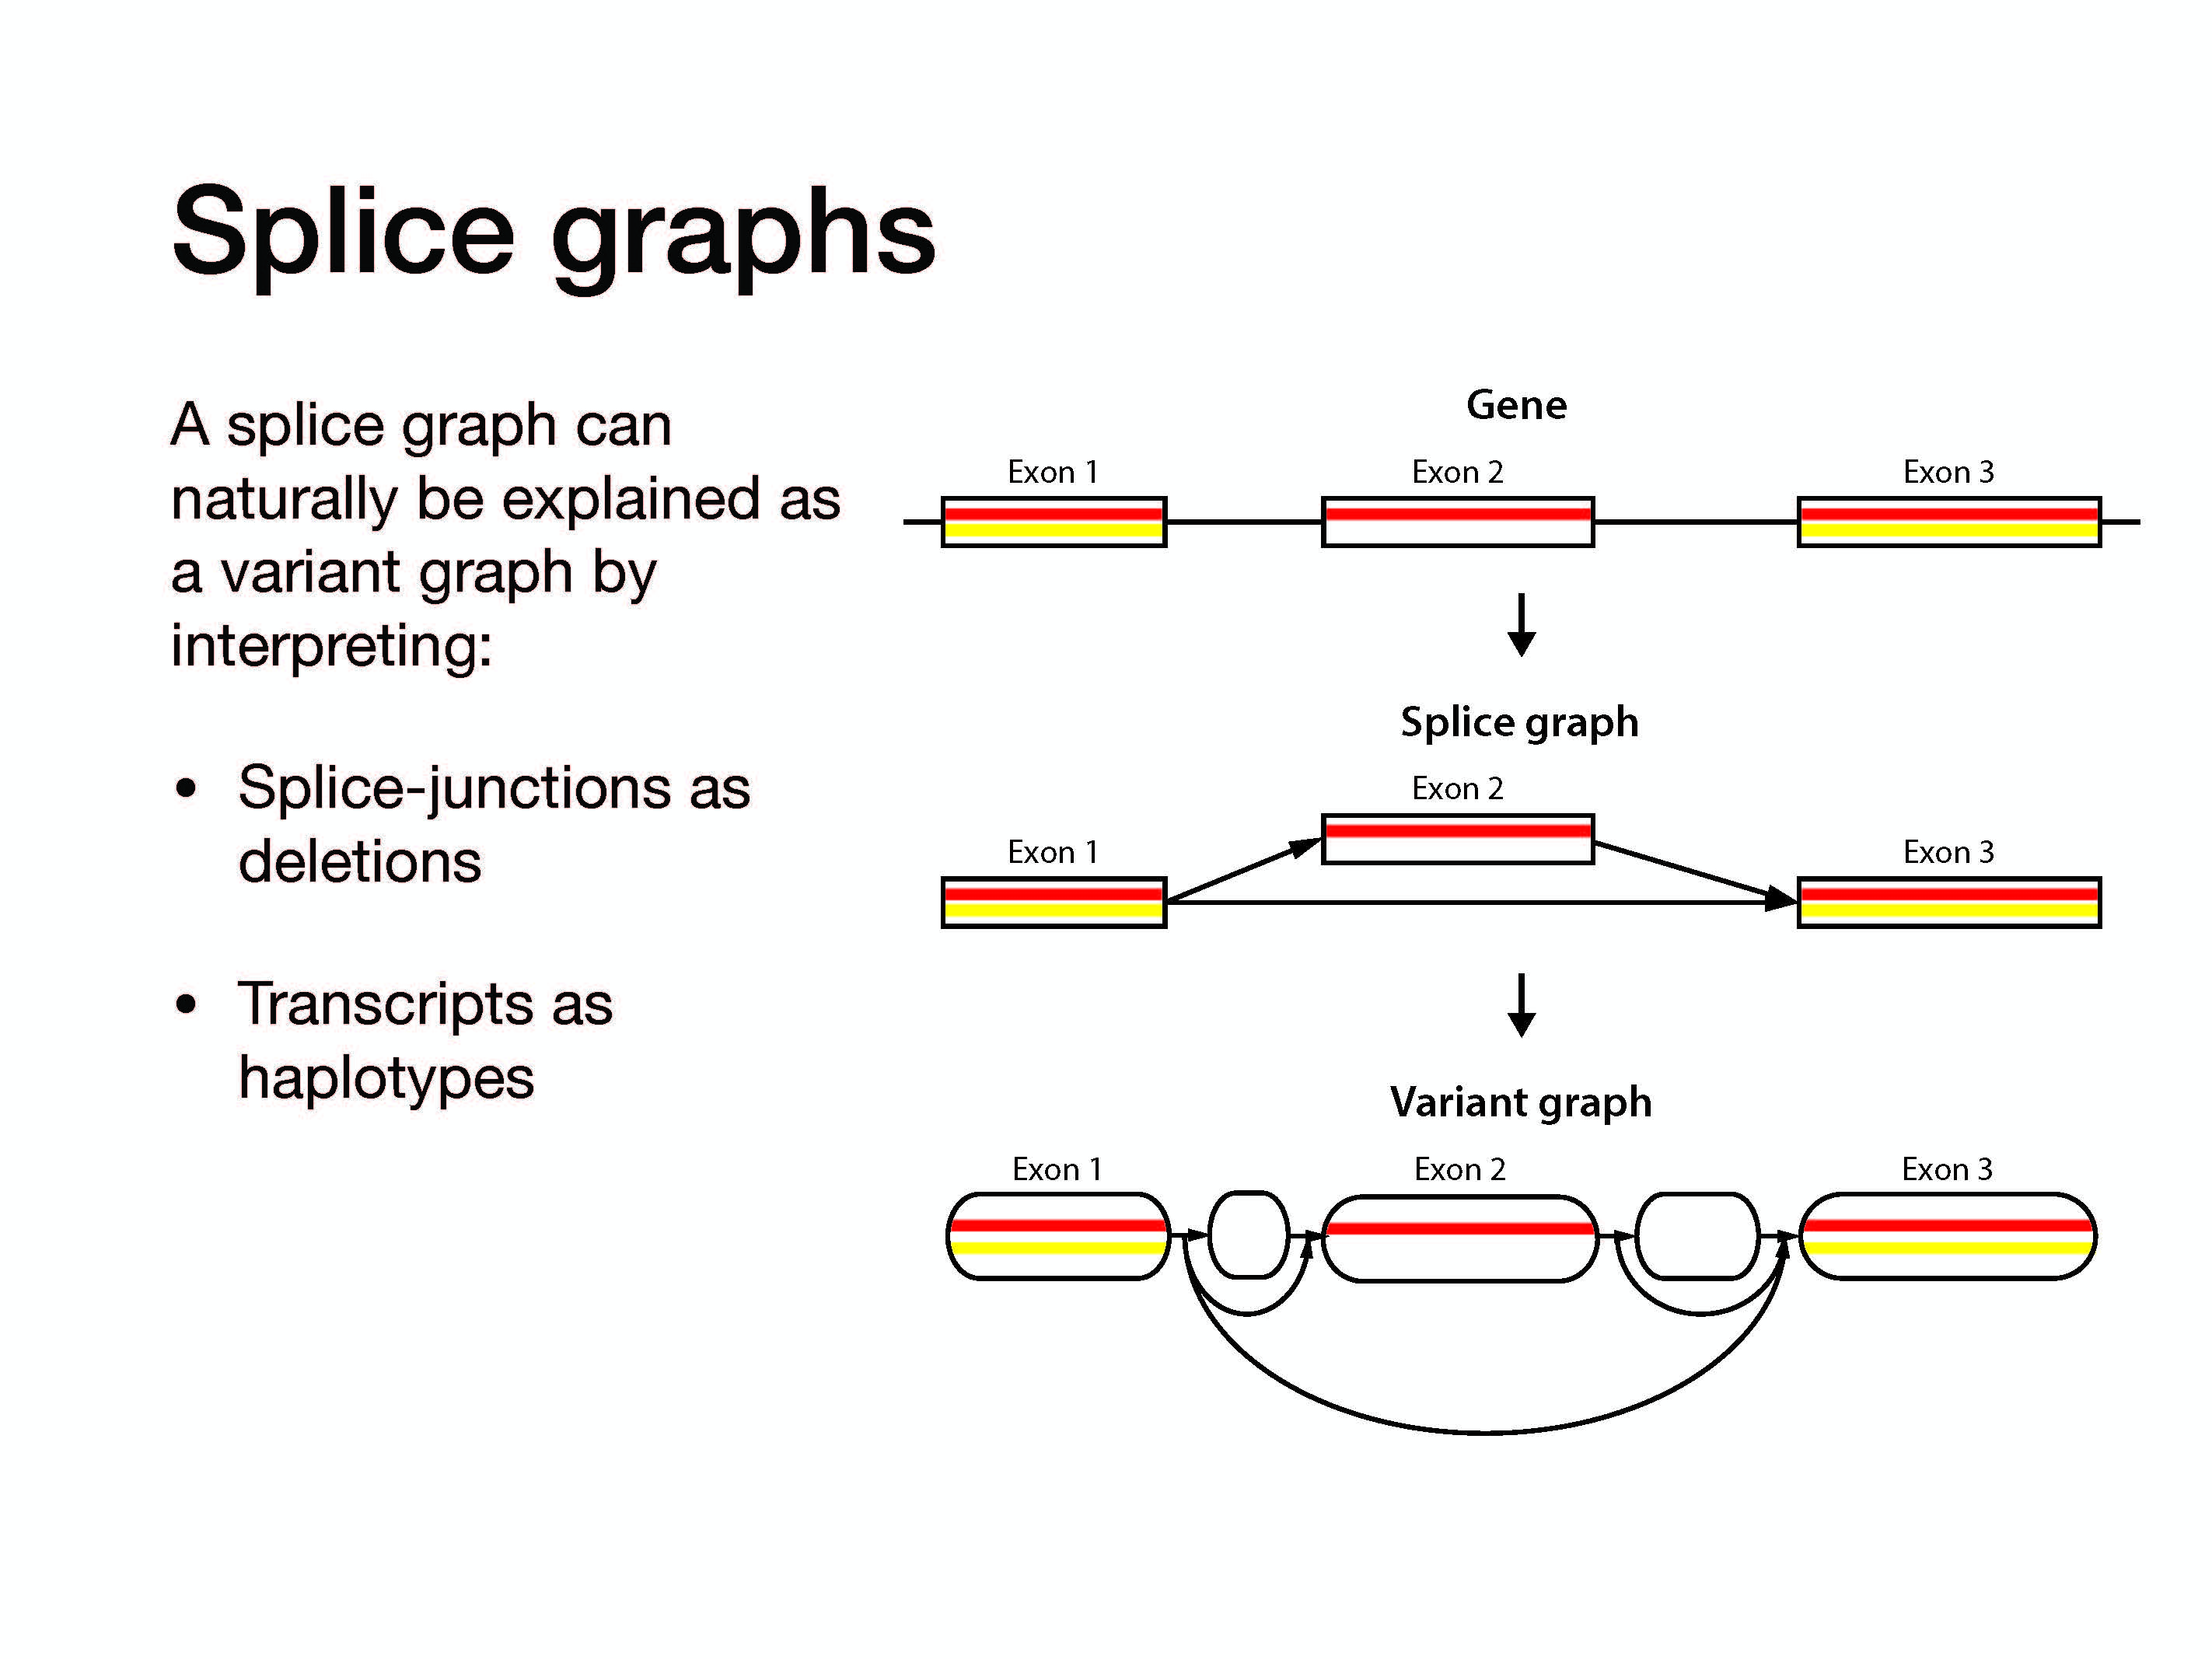 Splice graphs
A splice graph can
naturally be explained as
a variant graph by
interpreting:
• Splice-junctions as
deletions
• Transcripts as
haplotypes
Gene
Exon 1 Exon 2 Exon 3
Splice graph
Exon 2
Exon 1 Exon 3
Variant graph
Exon 1 Exon 2 Exon 3